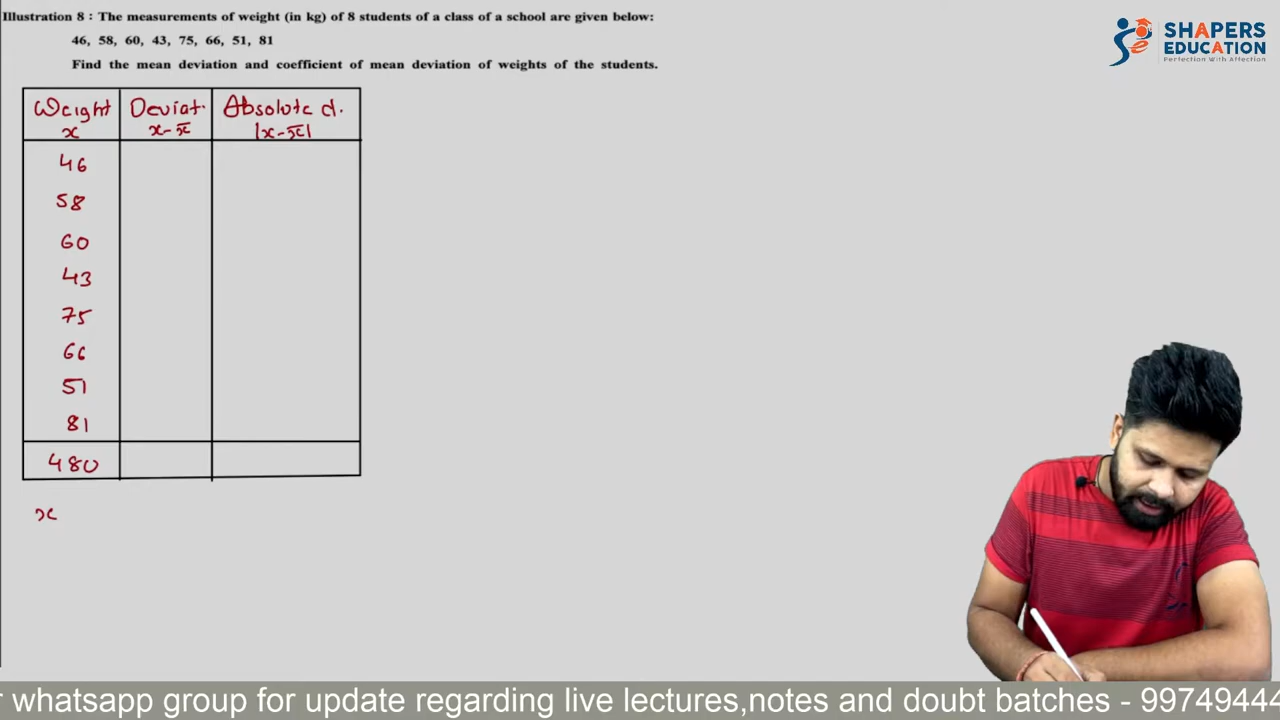 Illustration 8 : The measurements of weight (in kg) of 8 students of a class of a school are given below:
46, 58, 60, 43, 75, 66, 51, 81
Find the mean deviation and coefficient of mean deviation of weights of the students.
SHAPERS
EDUCATION
Perfection With Affection
Weight Deviat. Absolute d.
x x-x̄ |x-x̄|
46
58
60
43
75
66
51
81
480
x
whatsapp group for update regarding live lectures,notes and doubt batches - 99749444